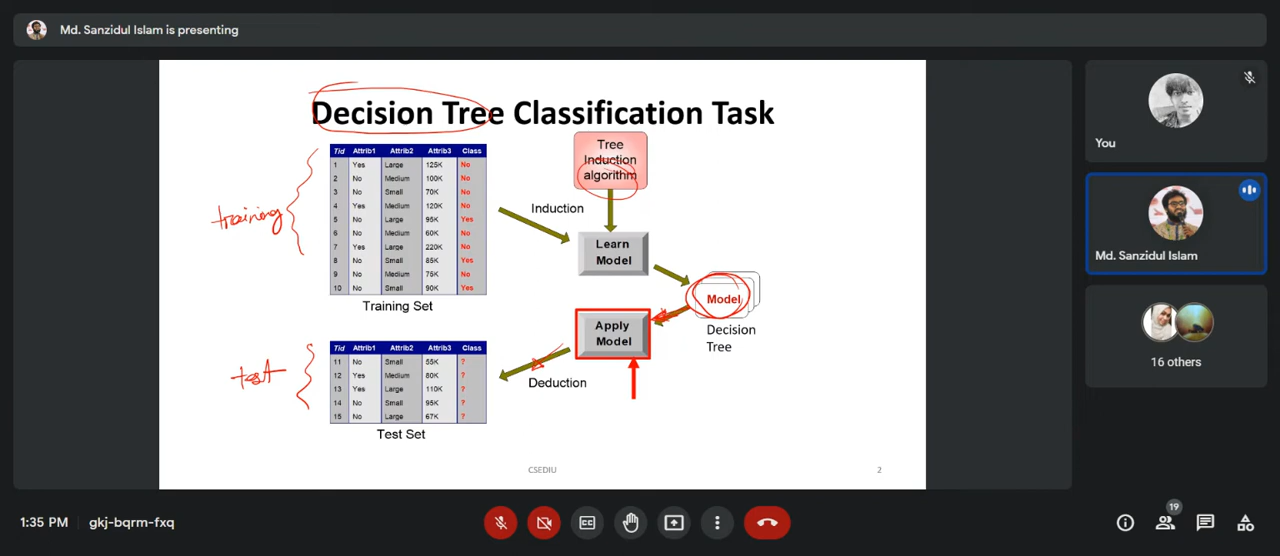 Md. Sanzidul Islam is presenting
Decision Tree Classification Task
training
Tid Attrib1 Attrib2 Attrib3 Class
1 Yes Large 125K No
2 No Medium 100K No
3 No Small 70K No
4 Yes Medium 120K No
5 No Large 95K Yes
6 No Medium 60K No
7 Yes Large 220K No
8 No Small 85K Yes
9 No Medium 75K No
10 No Small 90K Yes
Training Set
Tree
Induction
algorithm
Induction
Learn
Model
Model
Decision
Tree
Apply
Model
Deduction
test
Tid Attrib1 Attrib2 Attrib3 Class
11 No Small 55K ?
12 Yes Medium 80K ?
13 Yes Large 110K ?
14 No Small 95K ?
15 No Large 67K ?
Test Set
CSEDIU
2
You
Md. Sanzidul Islam
16 others
1:35 PM gkj-bqrm-fxq
CC
19